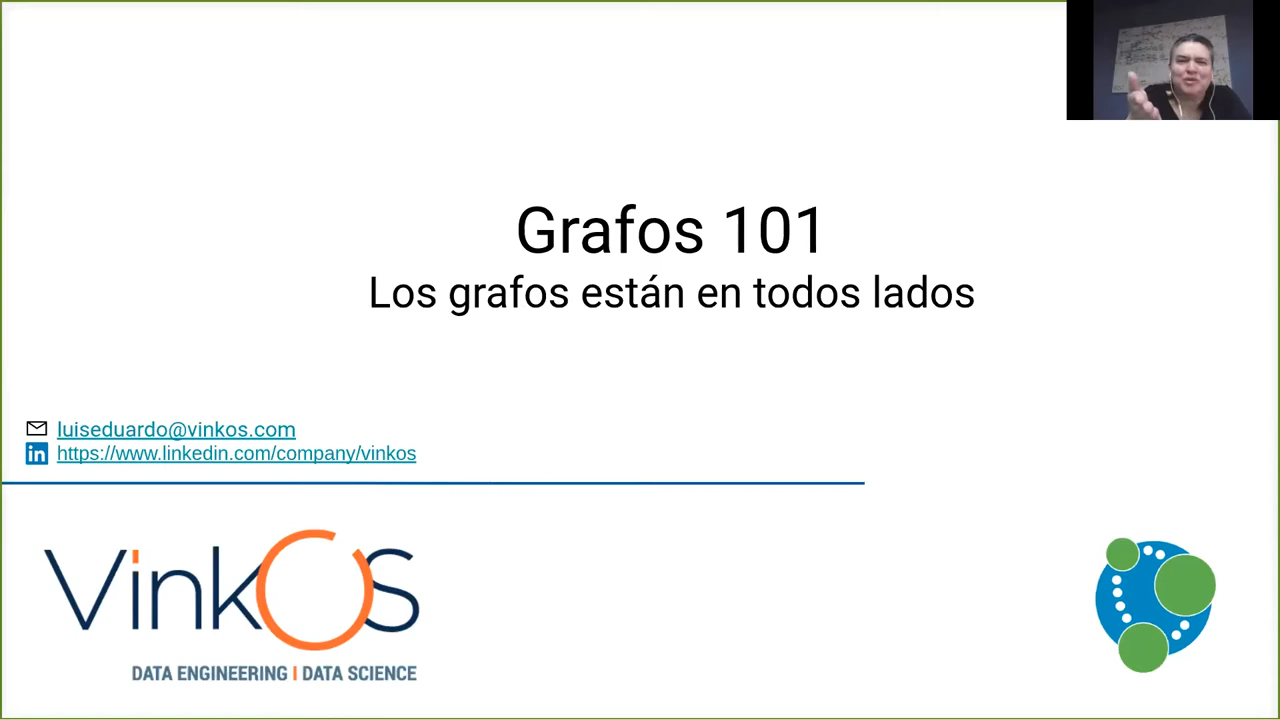 Grafos 101
Los grafos están en todos lados
luiseduardo@vinkos.com
in https://www.linkedin.com/company/vinkos
VinkOs
DATA ENGINEERING | DATA SCIENCE